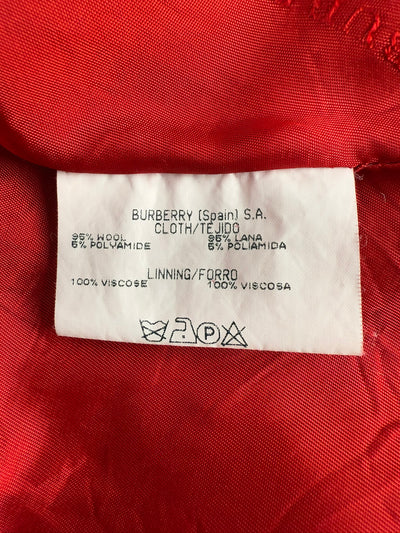 BURBERRY (Spain) S.A.
CLOTH/TEJIDO
95% WOOL 95% LANA
5% POLYAMIDE 5% POLIAMIDA
LINNING/FORRO
100% VISCOSE 100% VISCOSA
P